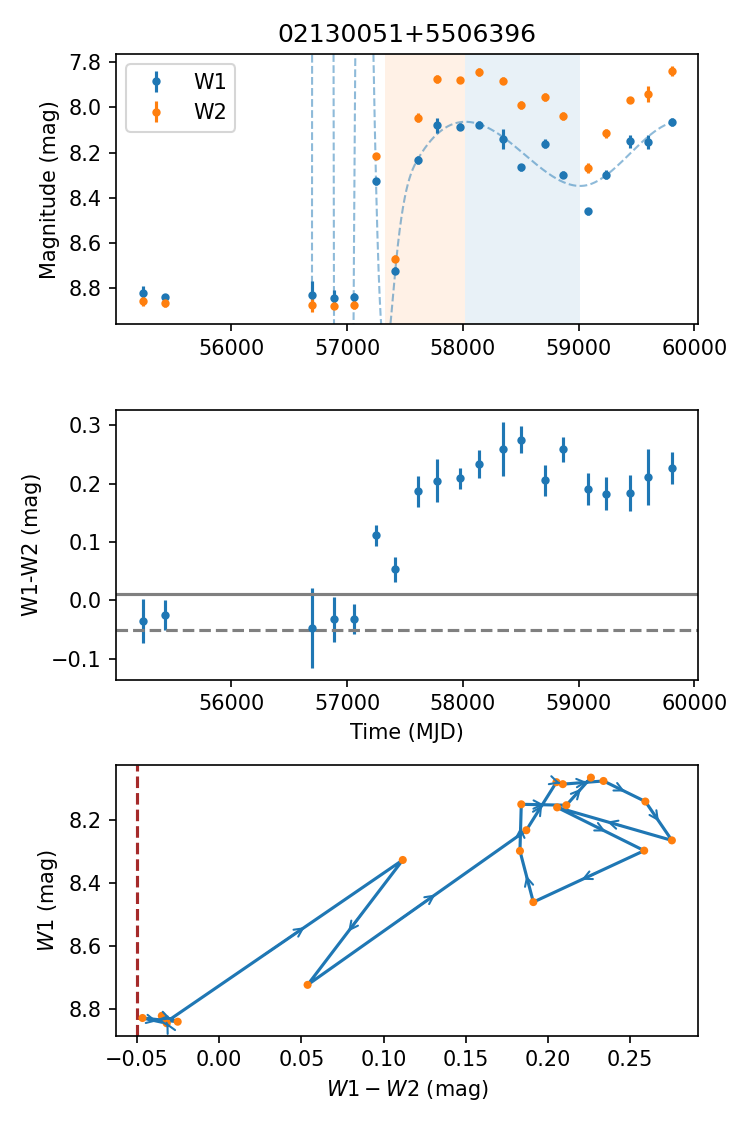 02130051+5506396
7.8
8.0
8.2
8.4
8.6
8.8
Magnitude (mag)
W1
W2
56000 57000 58000 59000 60000
0.3
0.2
0.1
0.0
−0.1
W1-W2 (mag)
56000 57000 58000 59000 60000
Time (MJD)
8.2
8.4
8.6
8.8
W1 (mag)
−0.05 0.00 0.05 0.10 0.15 0.20 0.25
W1 − W2 (mag)